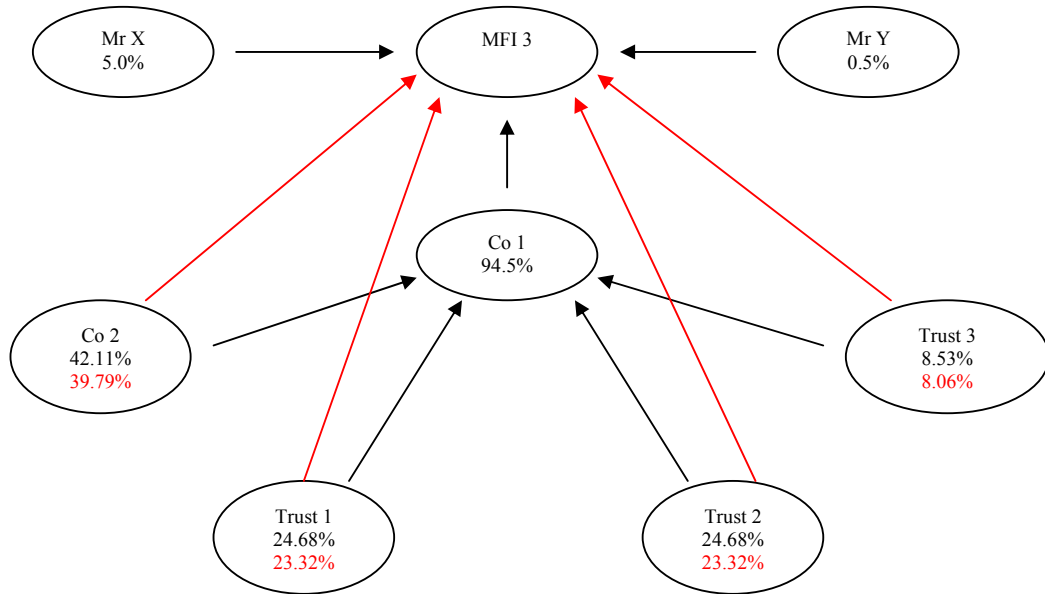 Mr X
5.0%
MFI 3
Mr Y
0.5%
Co 1
94.5%
Co 2
42.11%
39.79%
Trust 3
8.53%
8.06%
Trust 1
24.68%
23.32%
Trust 2
24.68%
23.32%